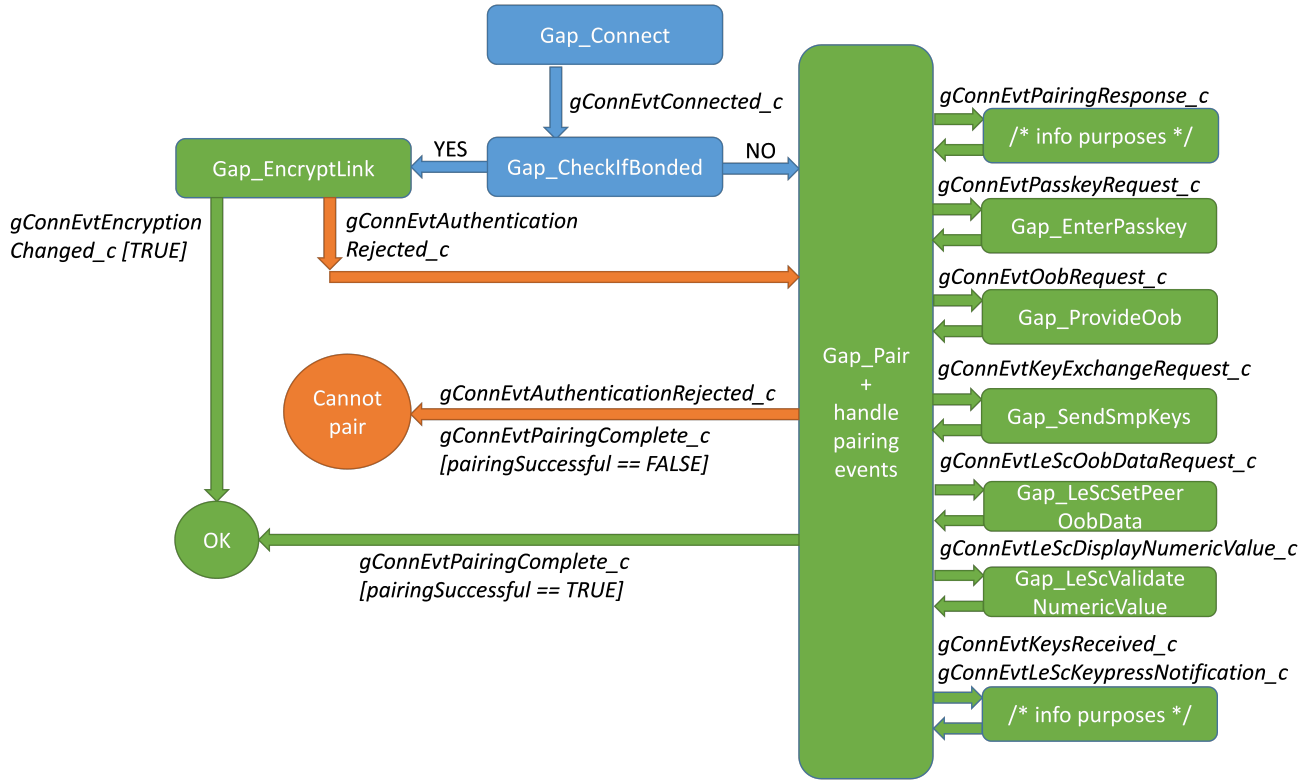 Gap_Connect
gConnEvtConnected_c
Gap_EncryptLink
YES
Gap_CheckIfBonded
NO
gConnEvtEncryption
Changed_c [TRUE]
gConnEvtAuthentication
Rejected_c
Cannot
pair
gConnEvtAuthenticationRejected_c
gConnEvtPairingComplete_c
[pairingSuccessful == FALSE]
OK
gConnEvtPairingComplete_c
[pairingSuccessful == TRUE]
Gap_Pair
+
handle
pairing
events
gConnEvtPairingResponse_c
/* info purposes */
gConnEvtPasskeyRequest_c
Gap_EnterPasskey
gConnEvtOobRequest_c
Gap_ProvideOob
gConnEvtKeyExchangeRequest_c
Gap_SendSmpKeys
gConnEvtLeScOobDataRequest_c
Gap_LeScSetPeer
OobData
gConnEvtLeScDisplayNumericValue_c
Gap_LeScValidate
NumericValue
gConnEvtKeysReceived_c
gConnEvtLeScKeypressNotification_c
/* info purposes */